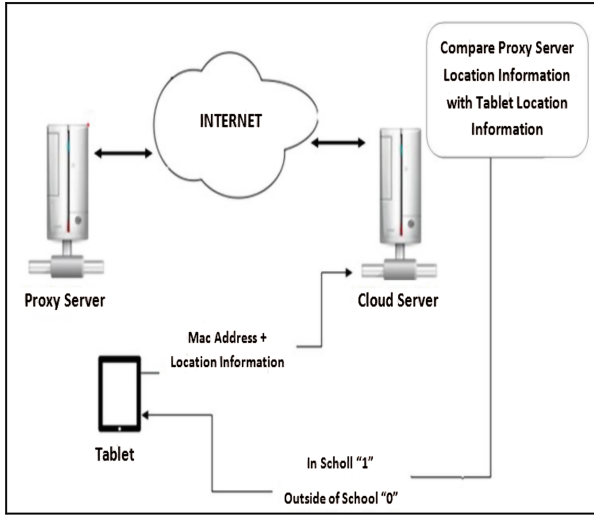 Compare Proxy Server
Location Information
with Tablet Location
Information
INTERNET
Proxy Server
Cloud Server
Mac Address +
Location Information
Tablet
In Scholl "1"
Outside of School "0"